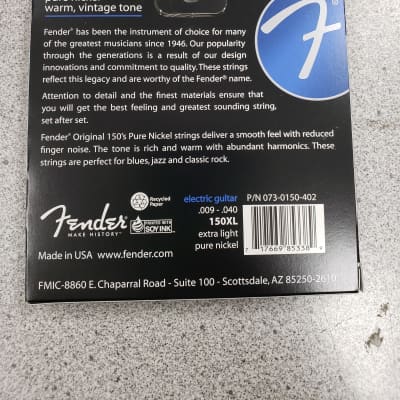 warm, vintage tone
Fender® has been the instrument of choice for many
of the greatest musicians since 1946. Our popularity
through the generations is a result of our design
innovations and commitment to quality. These strings
reflect this legacy and are worthy of the Fender® name.
Attention to detail and the finest materials ensure that
you will get the best feeling and greatest sounding string,
set after set.
Fender® Original 150's Pure Nickel strings deliver a smooth feel with reduced
finger noise. The tone is rich and warm with abundant harmonics. These
strings are perfect for blues, jazz and classic rock.
Recycled
Paper
PRINTED WITH
SOY INK
Fender
MAKE HISTORY
electric guitar
.009 - .040
150XL
extra light
pure nickel
P/N 073-0150-402
7 17669 85338 9
Made in USA www.fender.com
FMIC-8860 E. Chaparral Road - Suite 100 - Scottsdale, AZ 85250-2610